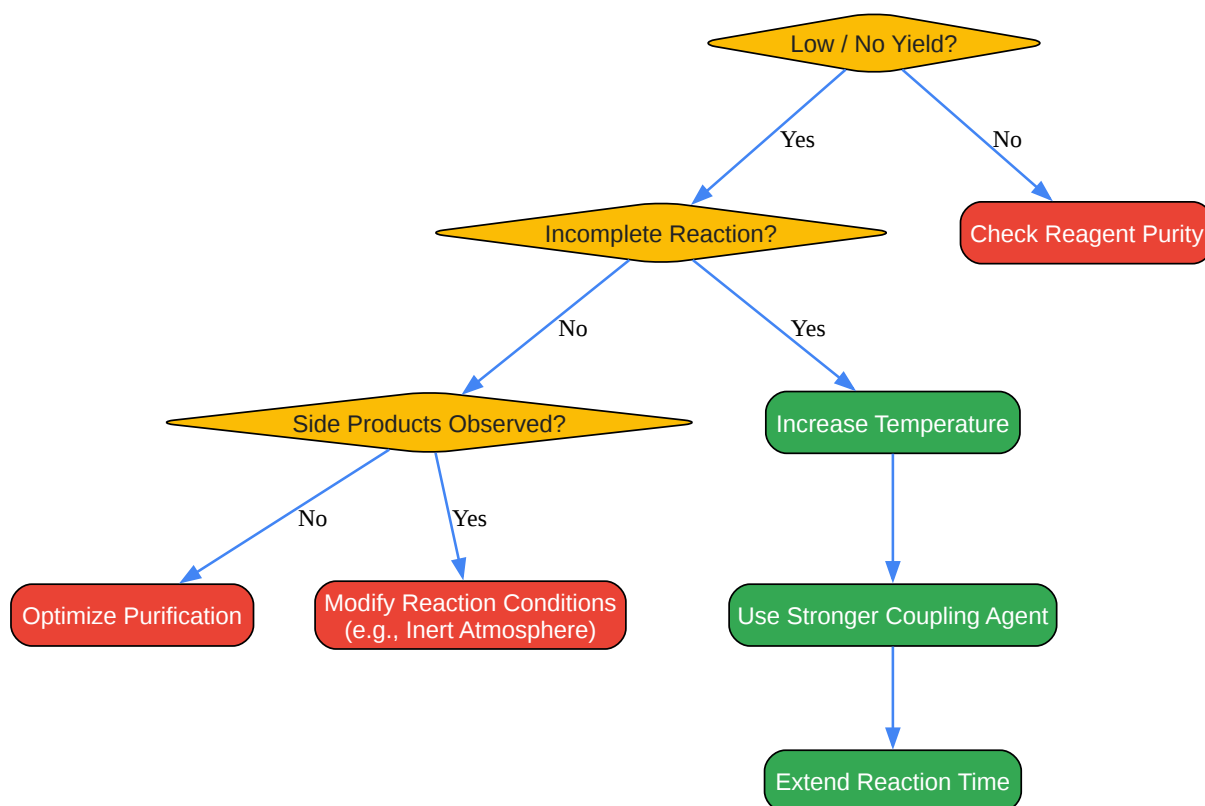 Low / No Yield?
Yes
No
Incomplete Reaction?
Check Reagent Purity
No
Yes
Side Products Observed?
Increase Temperature
No
Yes
Optimize Purification
Modify Reaction Conditions
(e.g., Inert Atmosphere)
Use Stronger Coupling Agent
Extend Reaction Time